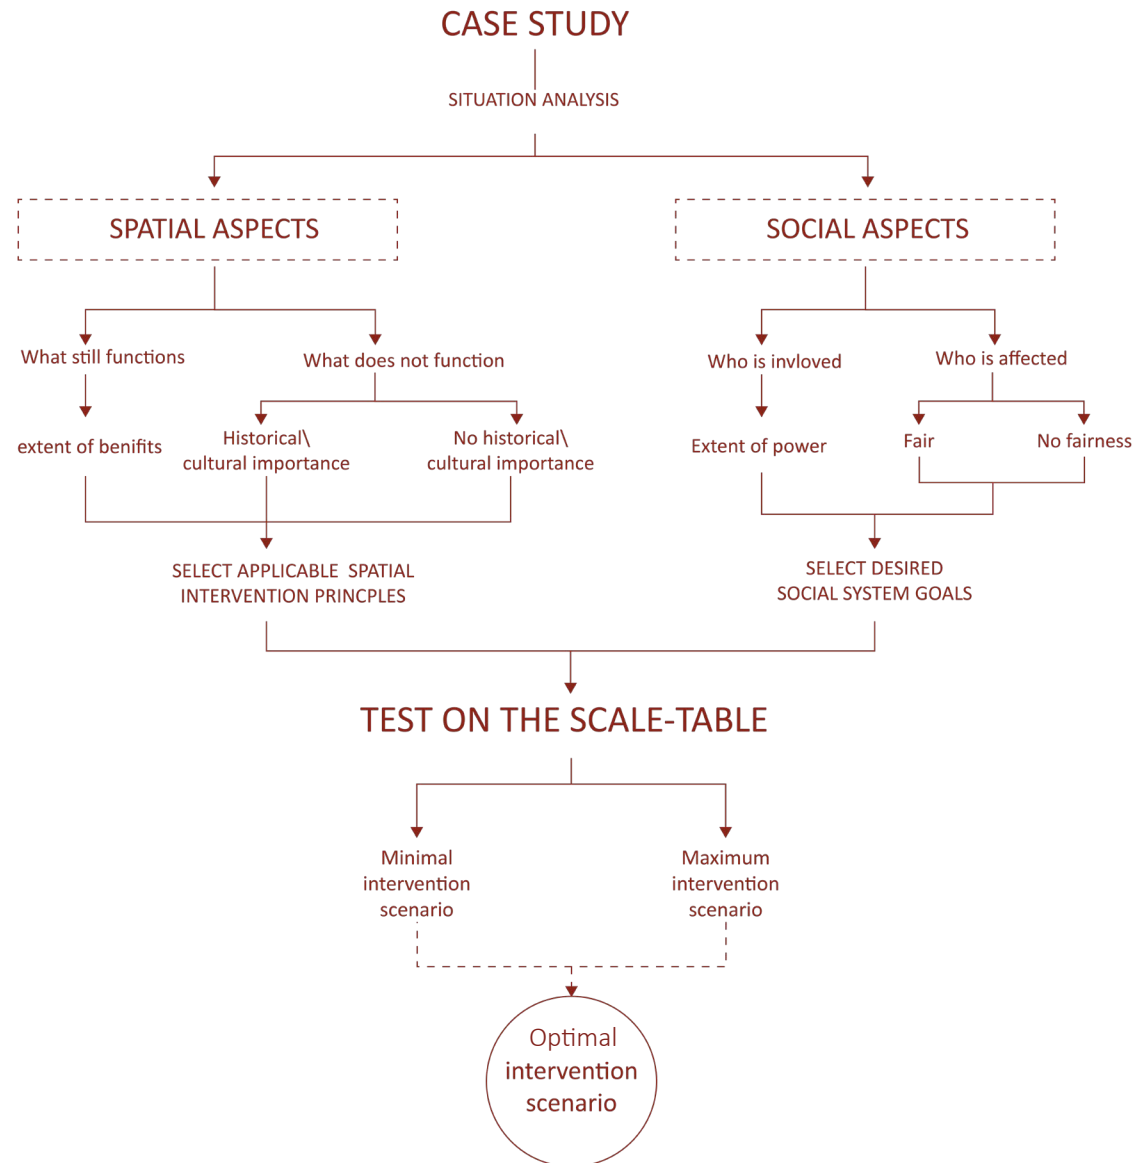 CASE STUDY
SITUATION ANALYSIS
SPATIAL ASPECTS
SOCIAL ASPECTS
What still functions
What does not function
Who is invloved
Who is affected
extent of benifits
Historical\
cultural importance
No historical\
cultural importance
Extent of power
Fair
No fairness
SELECT APPLICABLE SPATIAL
INTERVENTION PRINCPLES
SELECT DESIRED
SOCIAL SYSTEM GOALS
TEST ON THE SCALE-TABLE
Minimal
intervention
scenario
Maximum
intervention
scenario
Optimal
intervention
scenario